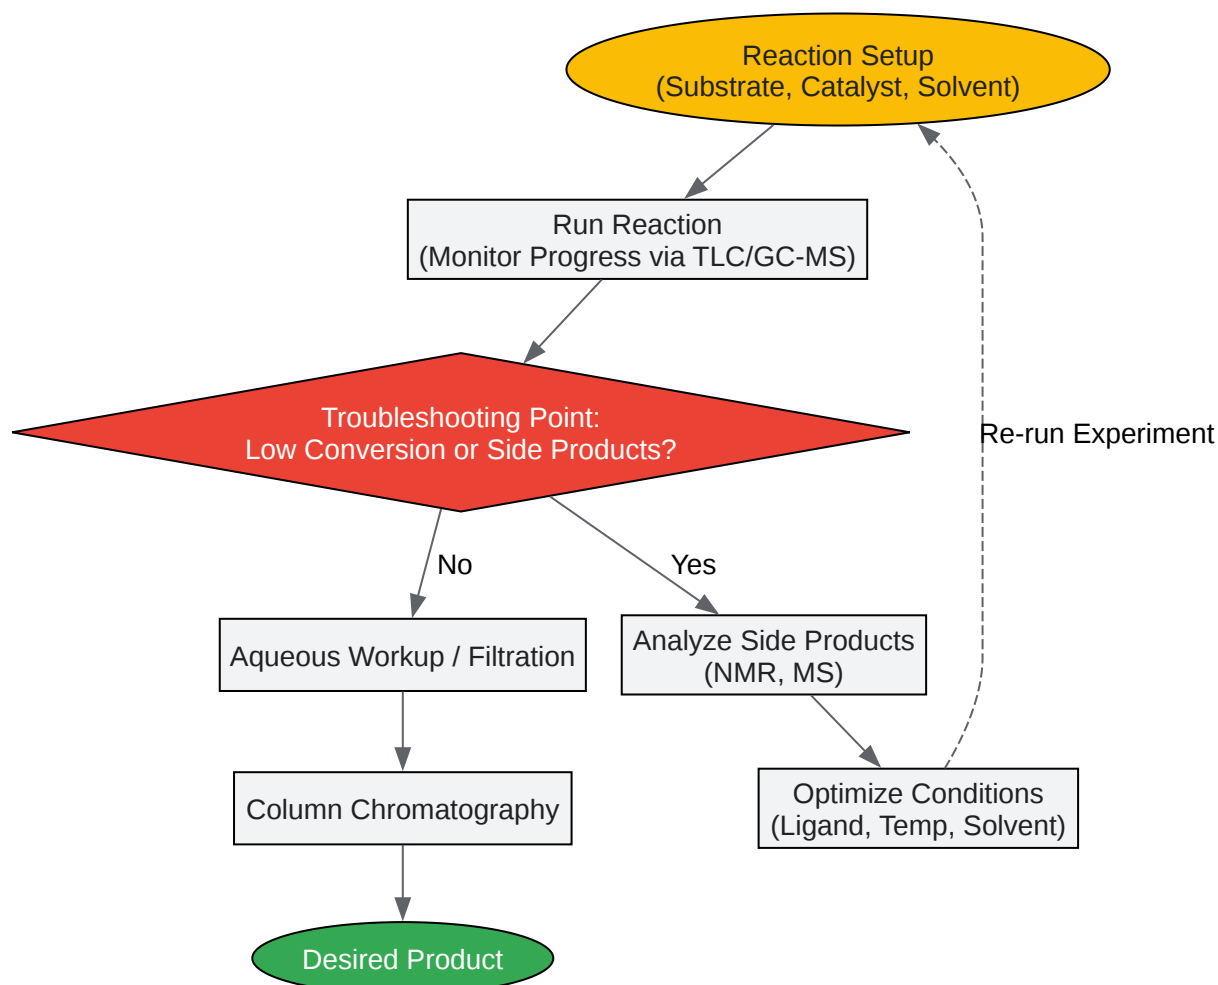 Reaction Setup
(Substrate, Catalyst, Solvent)
Run Reaction
(Monitor Progress via TLC/GC-MS)
Troubleshooting Point:
Low Conversion or Side Products?
Re-run Experiment
No
Yes
Aqueous Workup / Filtration
Analyze Side Products
(NMR, MS)
Column Chromatography
Optimize Conditions
(Ligand, Temp, Solvent)
Desired Product